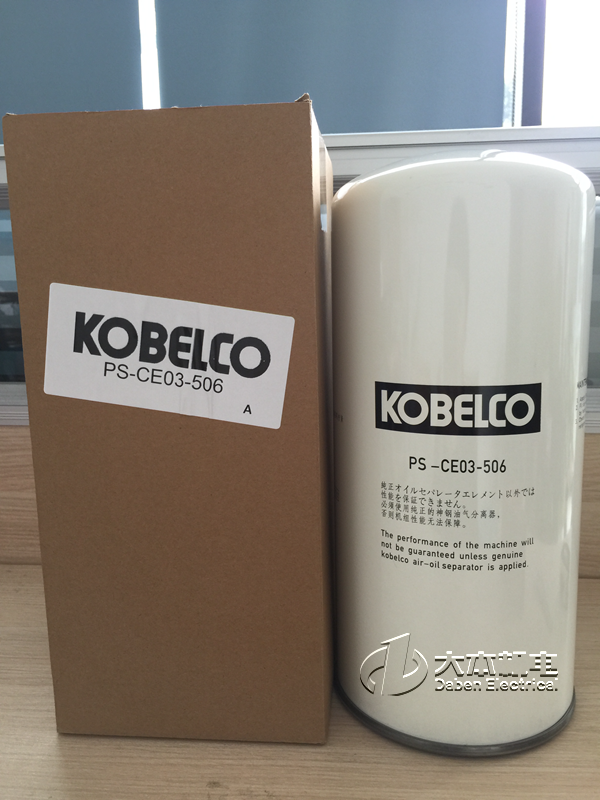 KOBELCO
PS-CE03-506
A
KOBELCO
PS-CE03-506
純正オイルセパレータエレメント以外では
性能を保証できません。
必须使用纯正的神钢油气分离器,
否则机组性能无法保障。
The performance of the machine will
not be guaranteed unless genuine
kobelco air-oil separator is applied.
大本机电
Daben Electrical